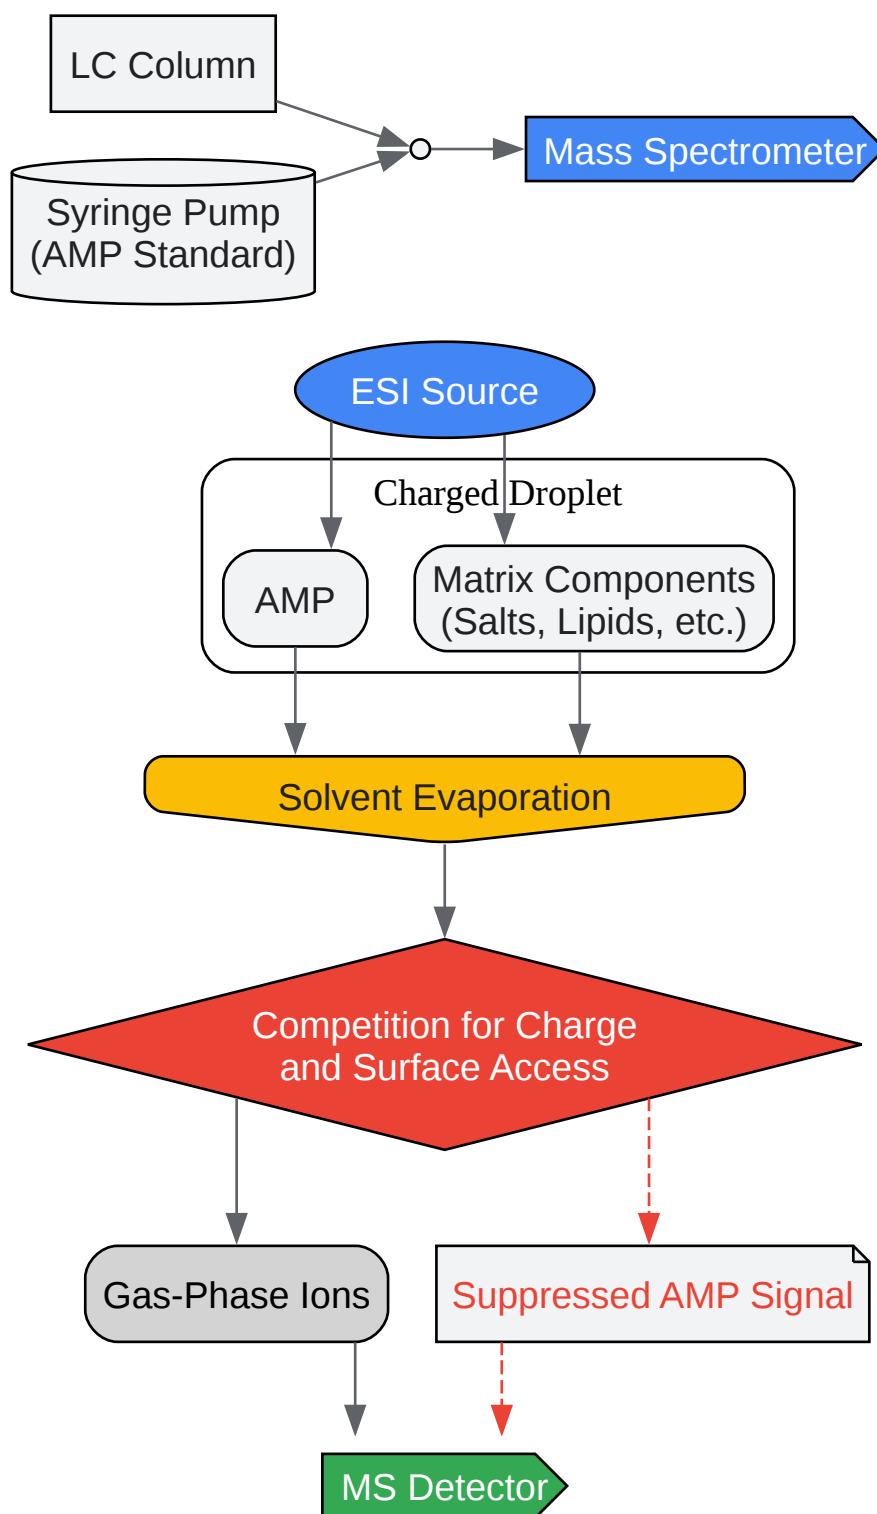 LC Column
Mass Spectrometer
Syringe Pump
(AMP Standard)
ESI Source
Charged Droplet
AMP
Matrix Components
(Salts, Lipids, etc.)
Solvent Evaporation
Competition for Charge
and Surface Access
Gas-Phase Ions
Suppressed AMP Signal
MS Detector